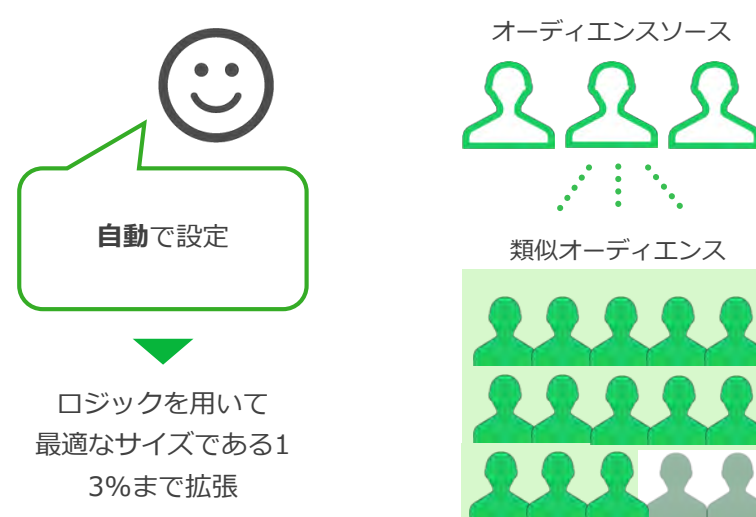 オーディエンスソース
自動で設定
類似オーディエンス
ロジックを用いて
最適なサイズである1
3%まで拡張